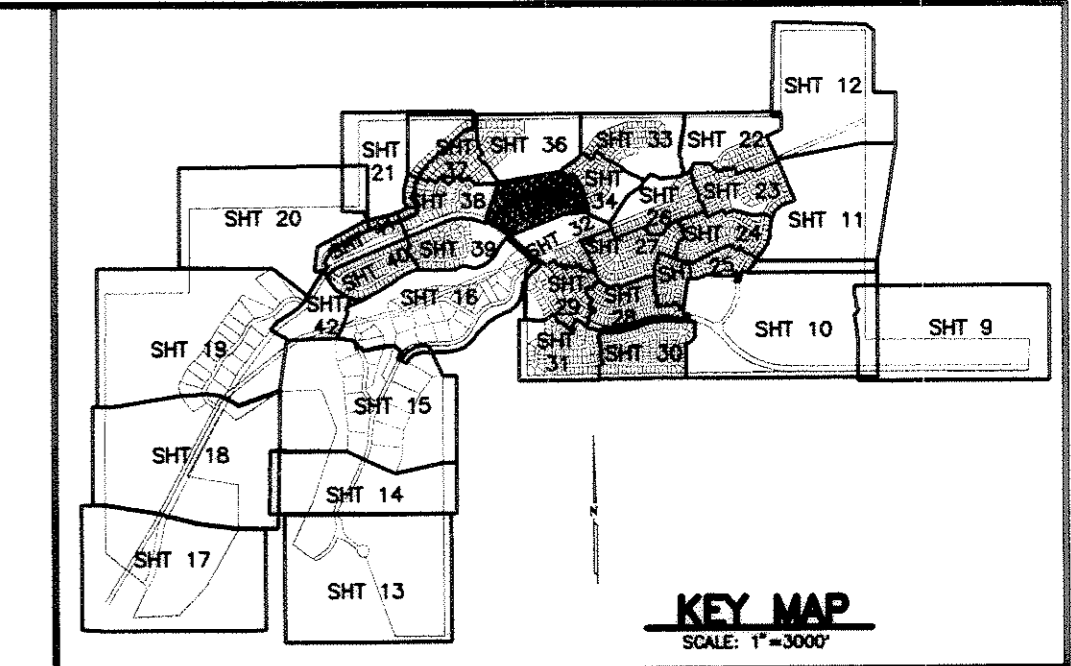 SHT 12
SHT 21
SHT 37
SHT 36
SHT 33
SHT 22
SHT 20
SHT 38
SHT 34
SHT 26
SHT 23
SHT 11
SHT 40
SHT 39
SHT 32
SHT 27
SHT 24
SHT 25
SHT 19
SHT 42
SHT 16
SHT 29
SHT 28
SHT 10
SHT 9
SHT 15
SHT 31
SHT 30
SHT 18
SHT 14
SHT 17
SHT 13
N
KEY MAP
SCALE: 1"=3000'